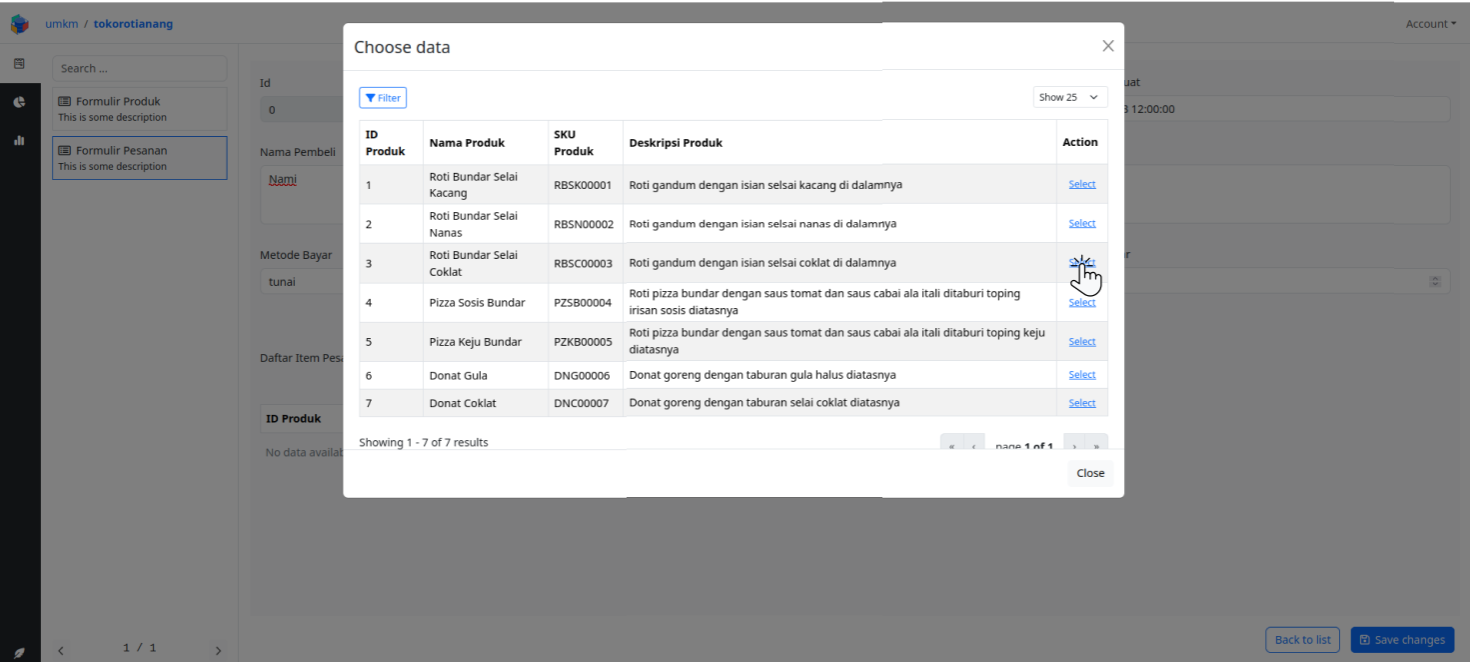 umkm / tokorotianang
Account
Search ...
Formulir Produk
This is some description
Formulir Pesanan
This is some description
1 / 1
Id
0
uat
12:00:00
Nama Pembeli
Nami
Metode Bayar
r
tunai
Daftar Item Pesa
ID Produk
No data availab
Choose data
Filter
Show 25
ID Produk
Nama Produk
SKU Produk
Deskripsi Produk
Action
1
Roti Bundar Selai Kacang
RBSK00001
Roti gandum dengan isian selsai kacang di dalamnya
Select
2
Roti Bundar Selai Nanas
RBSN00002
Roti gandum dengan isian selsai nanas di dalamnya
Select
3
Roti Bundar Selai Coklat
RBSC00003
Roti gandum dengan isian selsai coklat di dalamnya
4
Pizza Sosis Bundar
PZSB00004
Roti pizza bundar dengan saus tomat dan saus cabai ala itali ditaburi toping
irisan sosis diatasnya
Select
5
Pizza Keju Bundar
PZKB00005
Roti pizza bundar dengan saus tomat dan saus cabai ala itali ditaburi toping keju
diatasnya
Select
6
Donat Gula
DNG00006
Donat goreng dengan taburan gula halus diatasnya
Select
7
Donat Coklat
DNC00007
Donat goreng dengan taburan selai coklat diatasnya
Select
Showing 1 - 7 of 7 results
« ‹ page 1 of 1 › »
Close
Back to list
Save changes